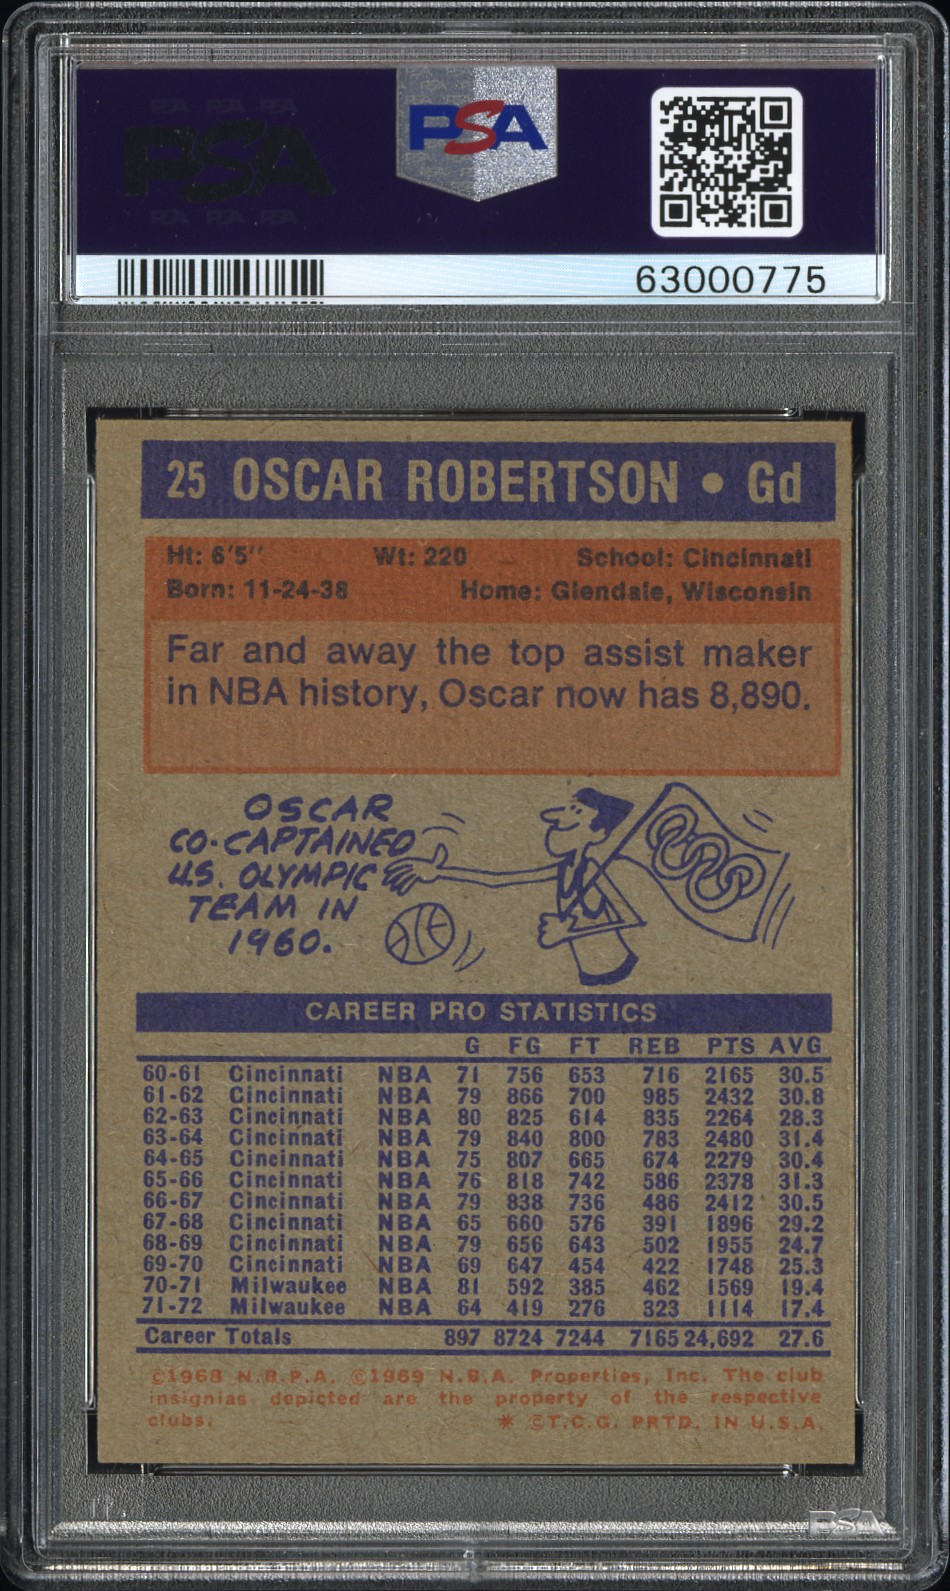 PSA PSA PSA
PSA
PSA PSA PSA
PSA
63000775
25 OSCAR ROBERTSON • Gd
Ht: 6'5" Wt: 220 School: Cincinnati
Born: 11-24-38 Home: Glendale, Wisconsin
Far and away the top assist maker
in NBA history, Oscar now has 8,890.
OSCAR
CO-CAPTAINED
U.S. OLYMPIC
TEAM IN
1960.
CAREER PRO STATISTICS
G FG FT REB PTS AVG
60-61 Cincinnati NBA 71 756 653 716 2165 30.5
61-62 Cincinnati NBA 79 866 700 985 2432 30.8
62-63 Cincinnati NBA 80 825 614 835 2264 28.3
63-64 Cincinnati NBA 79 840 800 783 2480 31.4
64-65 Cincinnati NBA 75 807 665 674 2279 30.4
65-66 Cincinnati NBA 76 818 742 586 2378 31.3
66-67 Cincinnati NBA 79 838 736 486 2412 30.5
67-68 Cincinnati NBA 65 660 576 391 1896 29.2
68-69 Cincinnati NBA 79 656 643 502 1955 24.7
69-70 Cincinnati NBA 69 647 454 422 1748 25.3
70-71 Milwaukee NBA 81 592 385 462 1569 19.4
71-72 Milwaukee NBA 64 419 276 323 1114 17.4
Career Totals 897 8724 7244 7165 24,692 27.6
©1968 N.B.P.A. ©1969 N.B.A. Properties, Inc. The club
insignias depicted are the property of the respective
clubs. * ©T.C.G. PRTD. IN U.S.A.
PSA